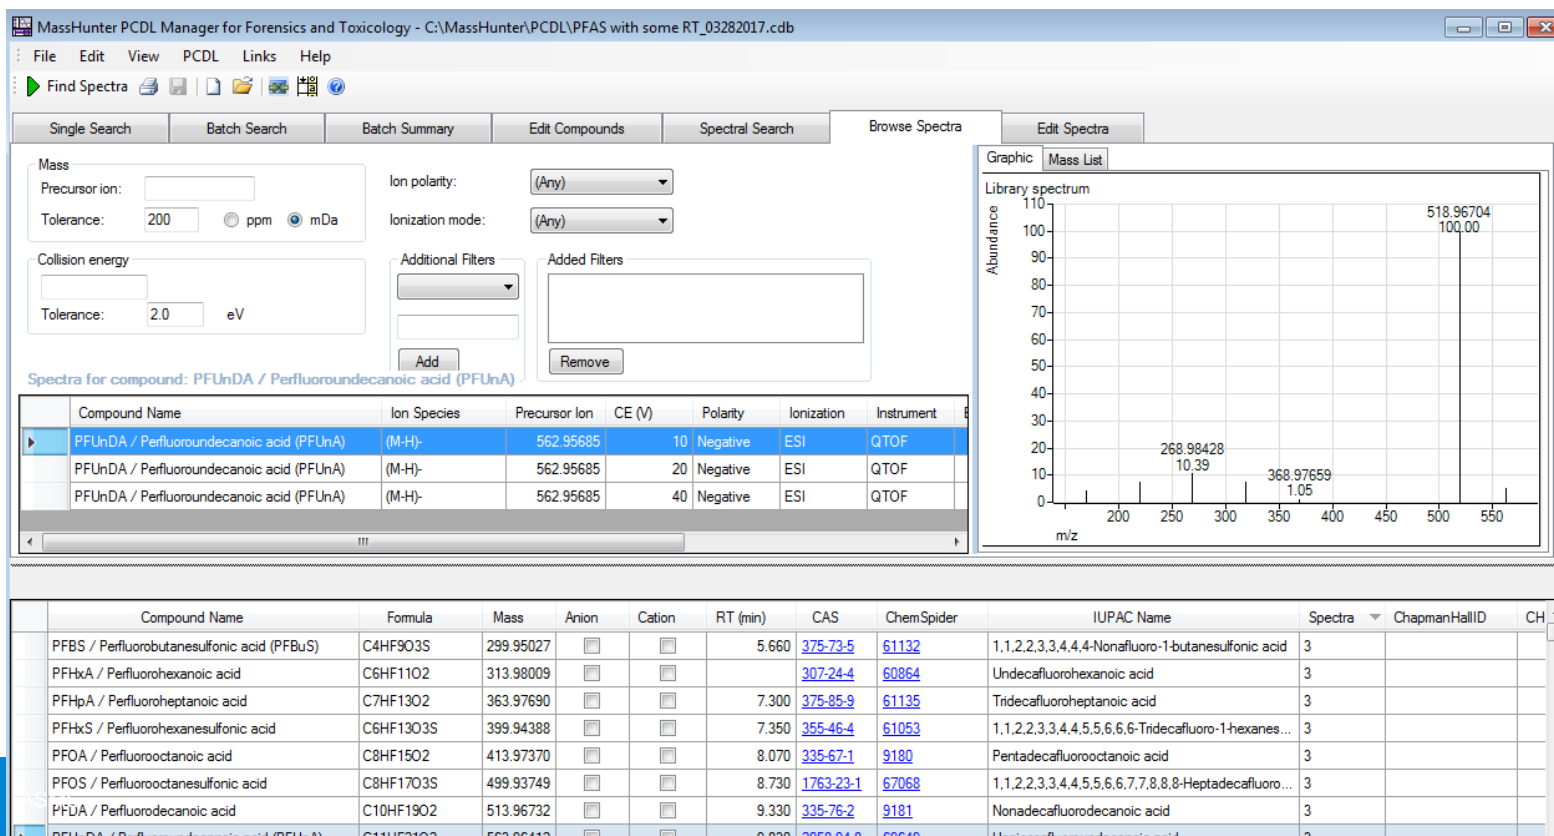 MassHunter PCDL Manager for Forensics and Toxicology - C:\MassHunter\PCDL\PFAS with some RT_03282017.cdb
File Edit View PCDL Links Help
Find Spectra
Single Search Batch Search Batch Summary Edit Compounds Spectral Search Browse Spectra Edit Spectra
Mass
Precursor ion:
Tolerance: 200 ppm mDa
Ion polarity: (Any)
Ionization mode: (Any)
Collision energy
Tolerance: 2.0 eV
Additional Filters
Add
Added Filters
Remove
Spectra for compound: PFUnDA / Perfluoroundecanoic acid (PFUnA)
Compound Name Ion Species Precursor Ion CE (V) Polarity Ionization Instrument
PFUnDA / Perfluoroundecanoic acid (PFUnA) (M-H)- 562.95685 10 Negative ESI QTOF
PFUnDA / Perfluoroundecanoic acid (PFUnA) (M-H)- 562.95685 20 Negative ESI QTOF
PFUnDA / Perfluoroundecanoic acid (PFUnA) (M-H)- 562.95685 40 Negative ESI QTOF
Graphic Mass List
Library spectrum
Abundance
110
100
90
80
70
60
50
40
30
20
10
0
518.96704
100.00
268.98428
10.39
368.97659
1.05
200 250 300 350 400 450 500 550
m/z
Compound Name Formula Mass Anion Cation RT (min) CAS ChemSpider IUPAC Name Spectra ChapmanHallID CH
PFBS / Perfluorobutanesulfonic acid (PFBuS) C4HF9O3S 299.95027 5.660 375-73-5 61132 1,1,2,2,3,3,4,4,4-Nonafluoro-1-butanesulfonic acid 3
PFHxA / Perfluorohexanoic acid C6HF11O2 313.98009 307-24-4 60864 Undecafluorohexanoic acid 3
PFHpA / Perfluoroheptanoic acid C7HF13O2 363.97690 7.300 375-85-9 61135 Tridecafluoroheptanoic acid 3
PFHxS / Perfluorohexanesulfonic acid C6HF13O3S 399.94388 7.350 355-46-4 61053 1,1,2,2,3,3,4,4,5,5,6,6,6-Tridecafluoro-1-hexanes... 3
PFOA / Perfluorooctanoic acid C8HF15O2 413.97370 8.070 335-67-1 9180 Pentadecafluorooctanoic acid 3
PFOS / Perfluorooctanesulfonic acid C8HF17O3S 499.93749 8.730 1763-23-1 67068 1,1,2,2,3,3,4,4,5,5,6,6,7,7,8,8,8-Heptadecafluoro... 3
PFDA / Perfluorodecanoic acid C10HF19O2 513.96732 9.330 335-76-2 9181 Nonadecafluorodecanoic acid 3